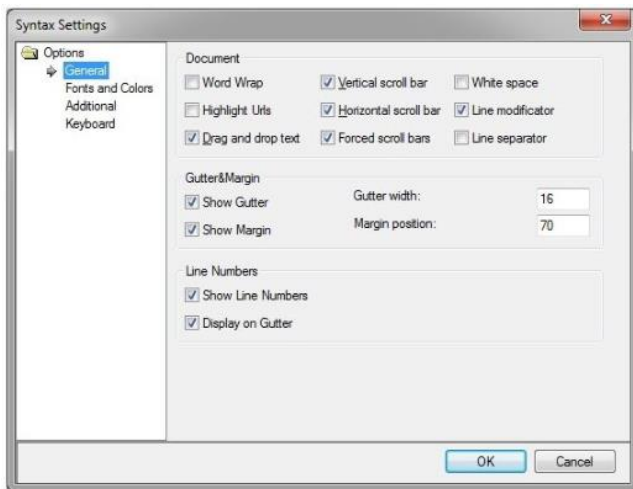 Syntax Settings
Options
General
Fonts and Colors
Additional
Keyboard
Document
Word Wrap
Vertical scroll bar
White space
Highlight Urls
Horizontal scroll bar
Line modificator
Drag and drop text
Forced scroll bars
Line separator
Gutter&Margin
Show Gutter
Gutter width:
16
Show Margin
Margin position:
70
Line Numbers
Show Line Numbers
Display on Gutter
OK
Cancel